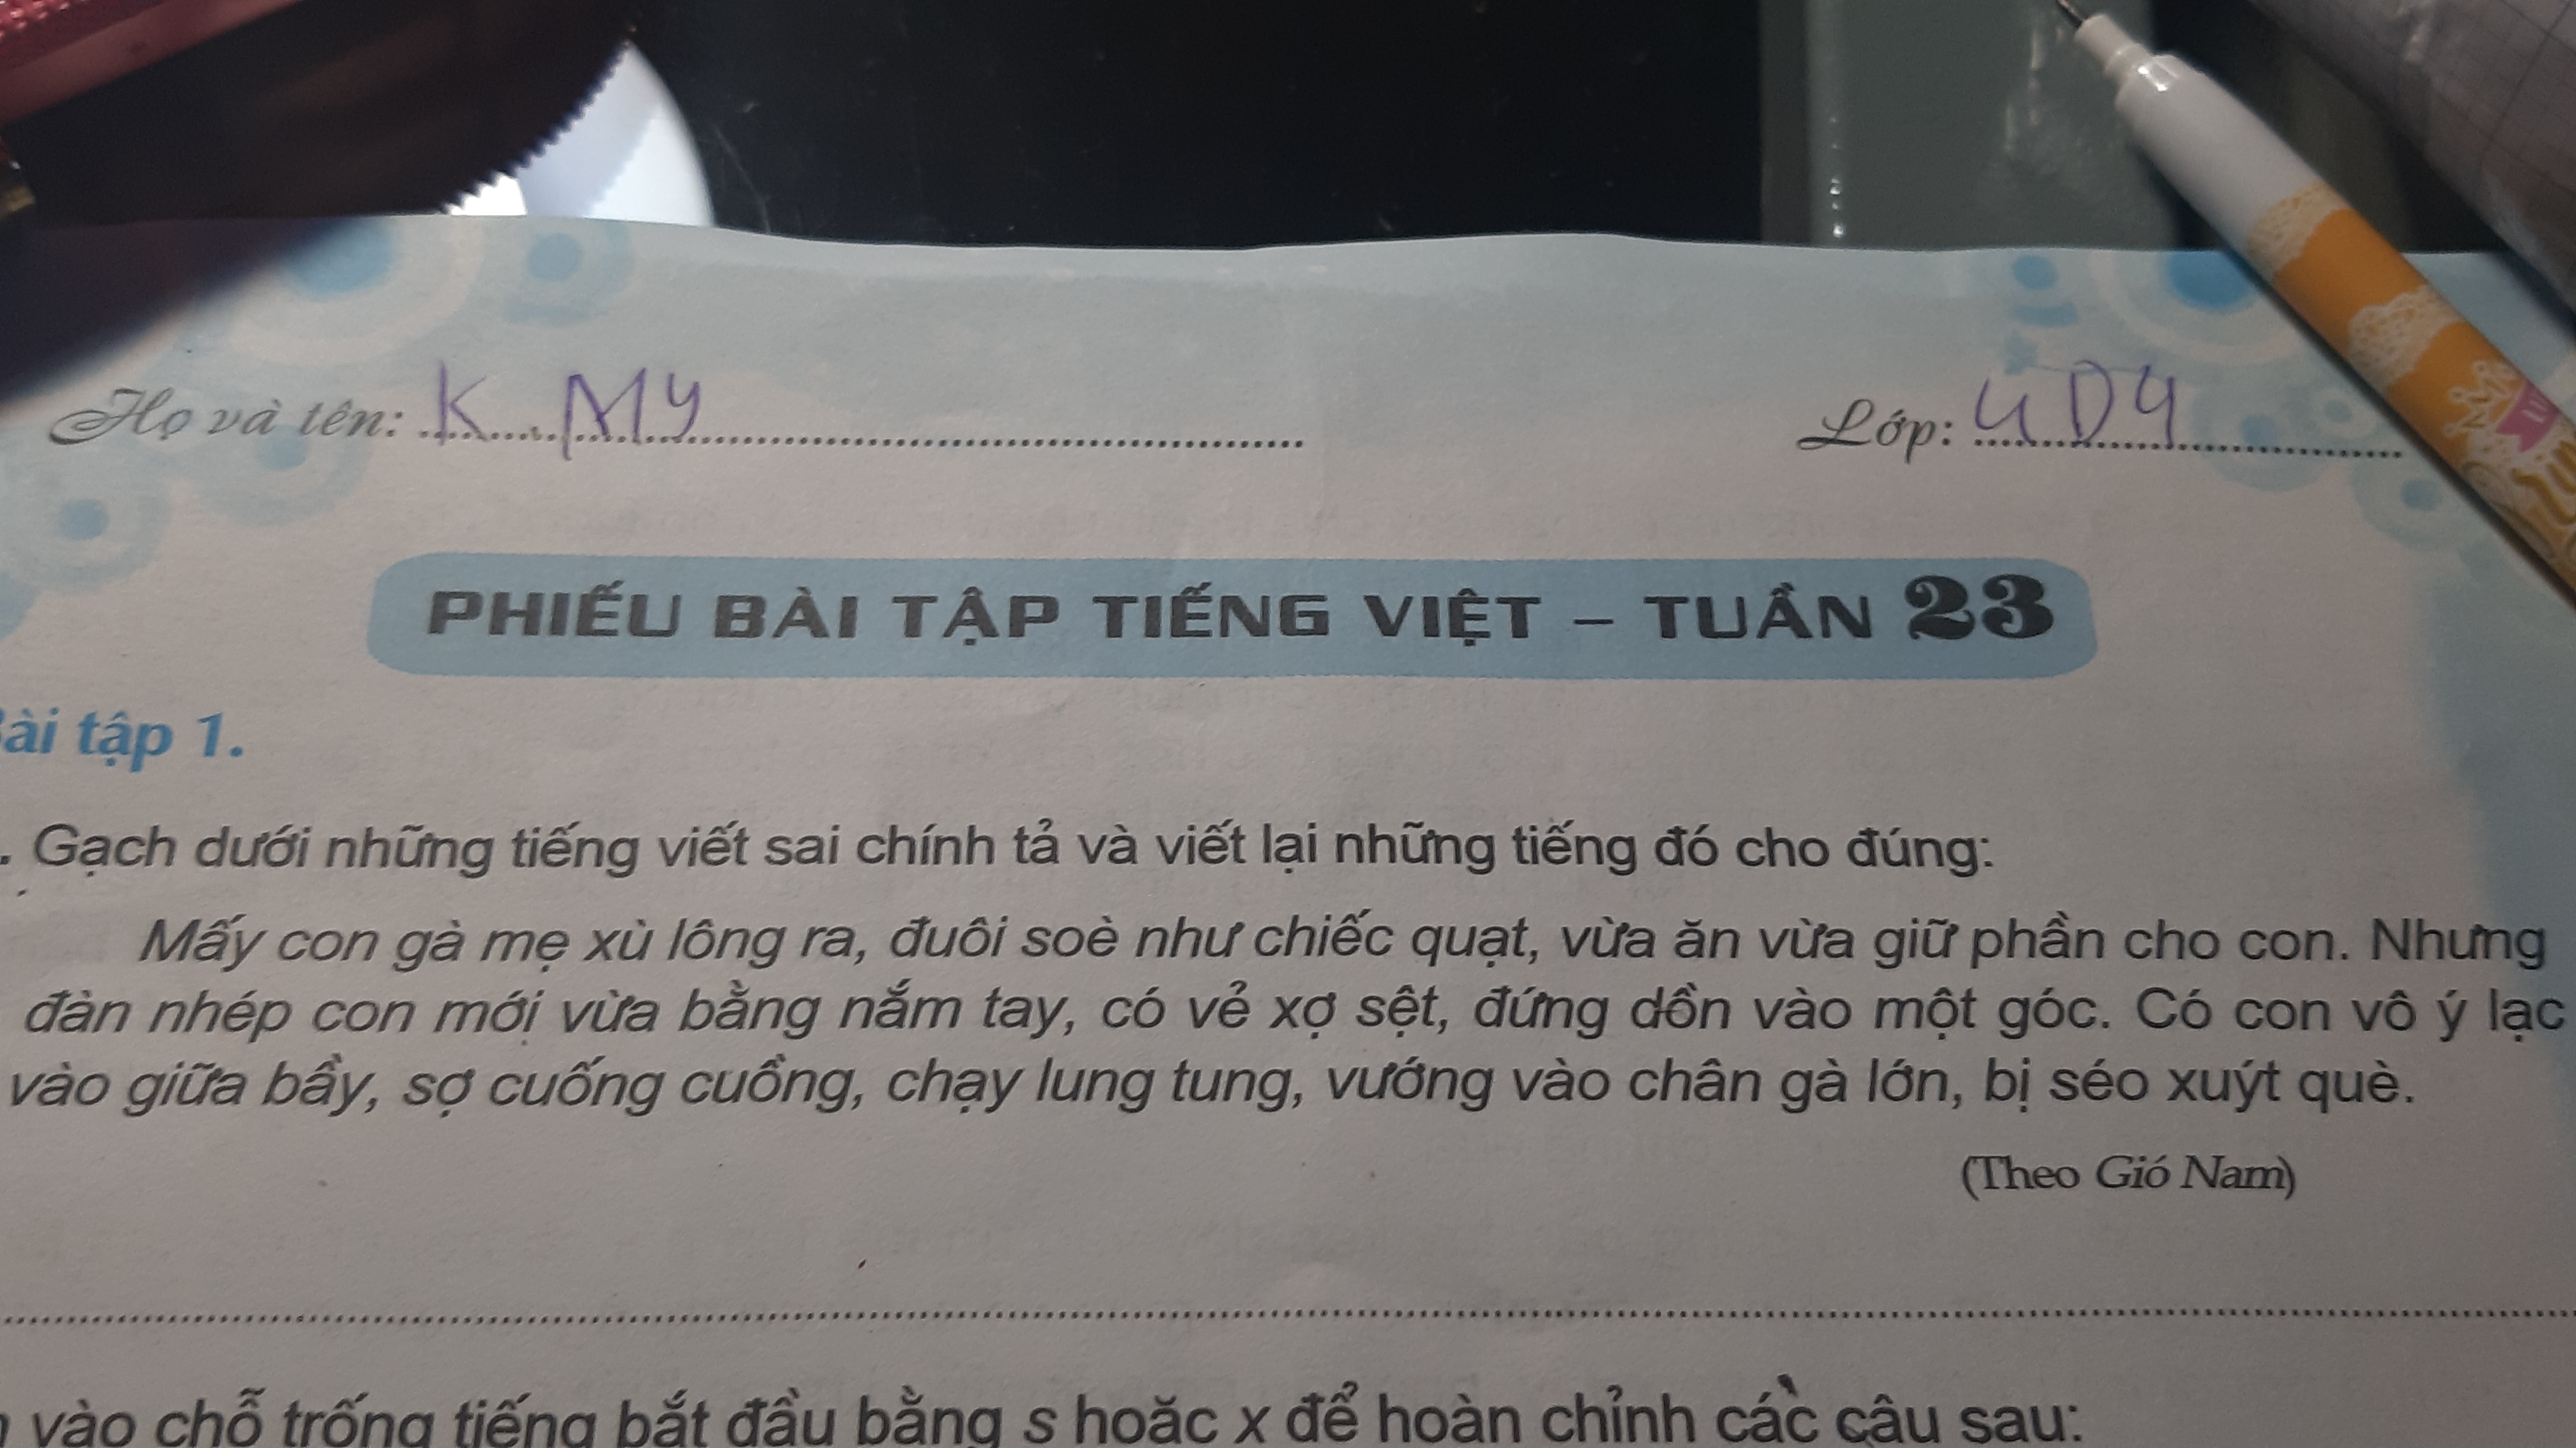 Họ và tên: K. My Lớp: 4D4
PHIẾU BÀI TẬP TIẾNG VIỆT – TUẦN 23
Bài tập 1.
. Gạch dưới những tiếng viết sai chính tả và viết lại những tiếng đó cho đúng:
Mấy con gà mẹ xù lông ra, đuôi soè như chiếc quạt, vừa ăn vừa giữ phần cho con. Nhưng
đàn nhép con mới vừa bằng nắm tay, có vẻ xợ sệt, đứng dồn vào một góc. Có con vô ý lạc
vào giữa bầy, sợ cuống cuồng, chạy lung tung, vướng vào chân gà lớn, bị séo xuýt què.
(Theo Gió Nam)
vào chỗ trống tiếng bắt đầu bằng s hoặc x để hoàn chỉnh các câu sau: